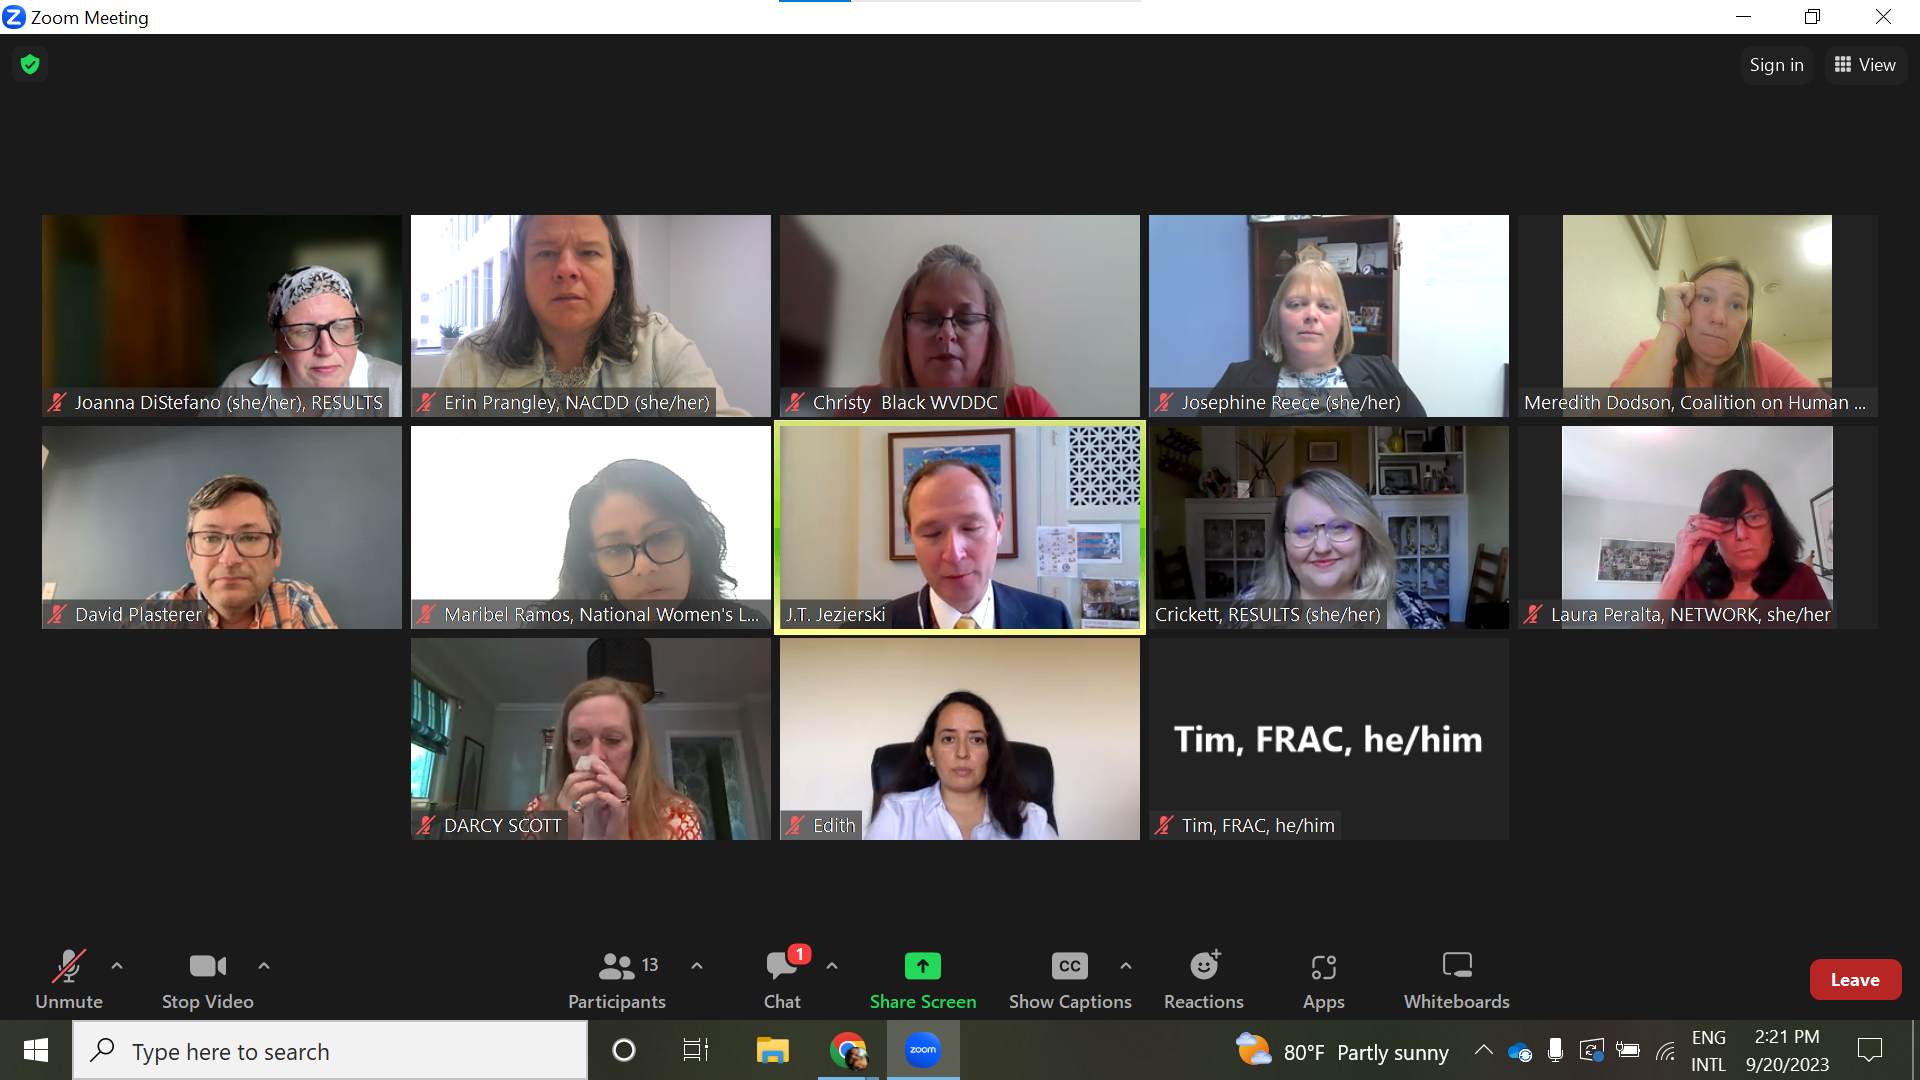 Zoom Meeting
Sign in
View
Joanna DiStefano (she/her), RESULTS
Erin Prangley, NACDD (she/her)
Christy Black WVDDC
Josephine Reece (she/her)
Meredith Dodson, Coalition on Human ...
David Plasterer
Maribel Ramos, National Women's L...
J.T. Jezierski
Crickett, RESULTS (she/her)
Laura Peralta, NETWORK, she/her
DARCY SCOTT
Edith
Tim, FRAC, he/him
Tim, FRAC, he/him
Unmute
Stop Video
13
Participants
1
Chat
Share Screen
CC
Show Captions
Reactions
Apps
Whiteboards
Leave
Type here to search
zoom
80°F Partly sunny
ENG
INTL
2:21 PM
9/20/2023